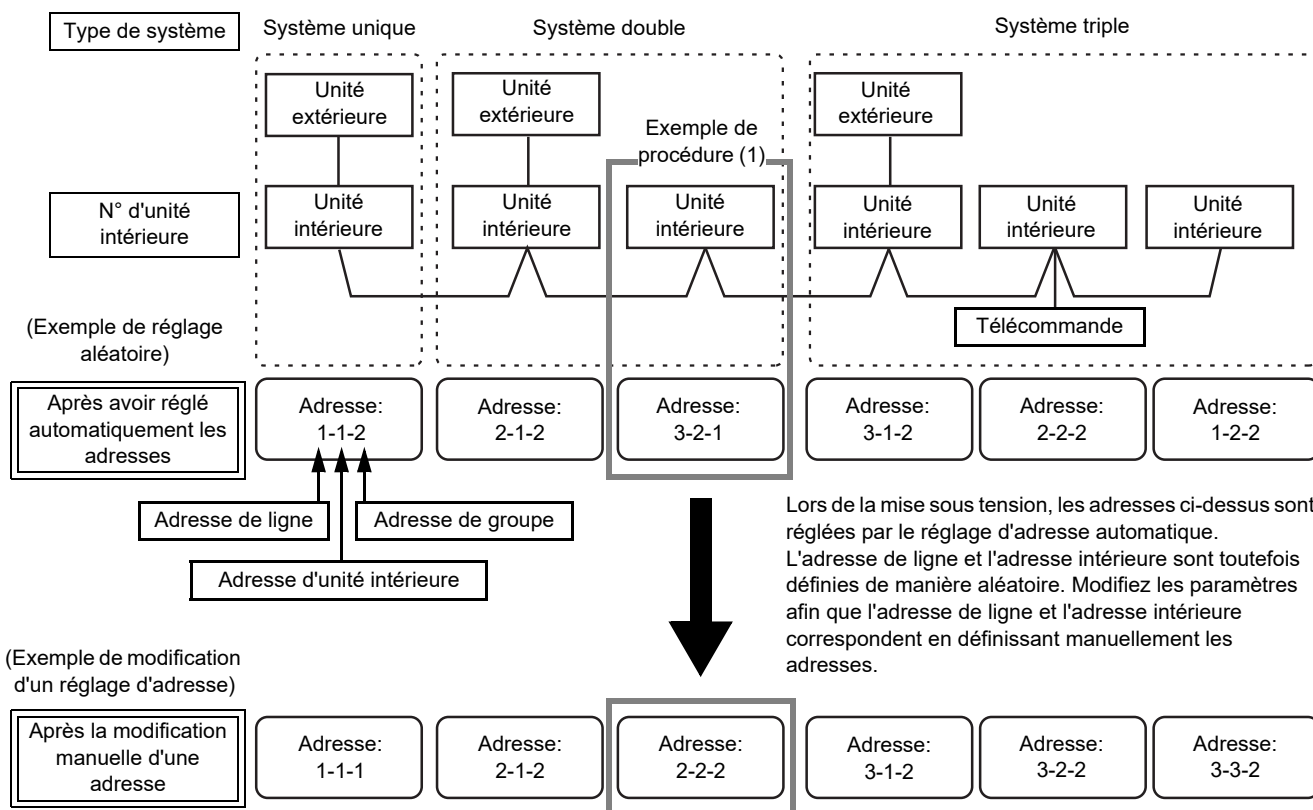 Type de système
Système unique
Système double
Système triple
Unité
extérieure
Unité
extérieure
Unité
extérieure
Exemple de
procédure (1)
N° d'unité
intérieure
Unité
intérieure
Unité
intérieure
Unité
intérieure
Unité
intérieure
Unité
intérieure
Unité
intérieure
Télécommande
(Exemple de réglage
aléatoire)
Après avoir réglé
automatiquement les
adresses
Adresse:
1-1-2
Adresse:
2-1-2
Adresse:
3-2-1
Adresse:
3-1-2
Adresse:
2-2-2
Adresse:
1-2-2
Adresse de ligne
Adresse de groupe
Adresse d'unité intérieure
Lors de la mise sous tension, les adresses ci-dessus sont
réglées par le réglage d'adresse automatique.
L'adresse de ligne et l'adresse intérieure sont toutefois
définies de manière aléatoire. Modifiez les paramètres
afin que l'adresse de ligne et l'adresse intérieure
correspondent en définissant manuellement les
adresses.
(Exemple de modification
d'un réglage d'adresse)
Après la modification
manuelle d'une
adresse
Adresse:
1-1-1
Adresse:
2-1-2
Adresse:
2-2-2
Adresse:
3-1-2
Adresse:
3-2-2
Adresse:
3-3-2